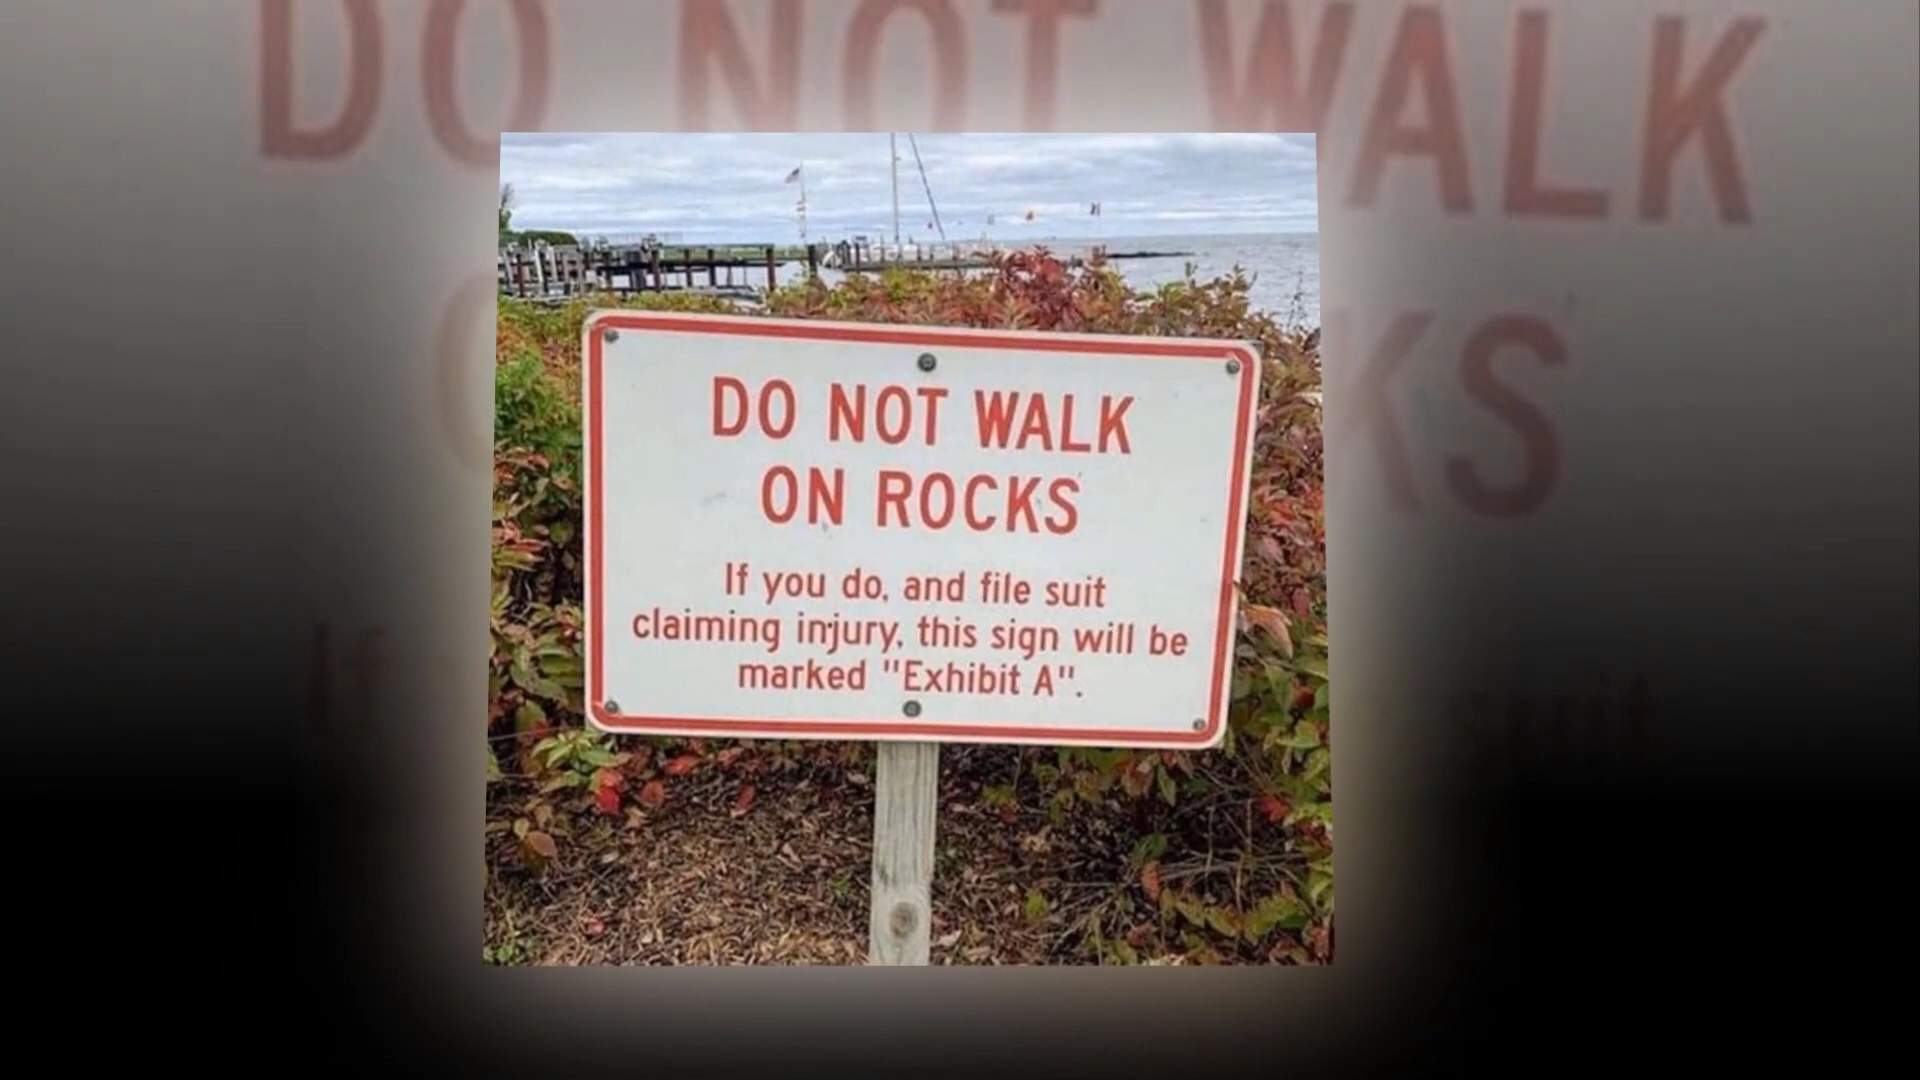 DO NOT WALK
ON ROCKS
If you do, and file suit
claiming injury, this sign will be
marked "Exhibit A".